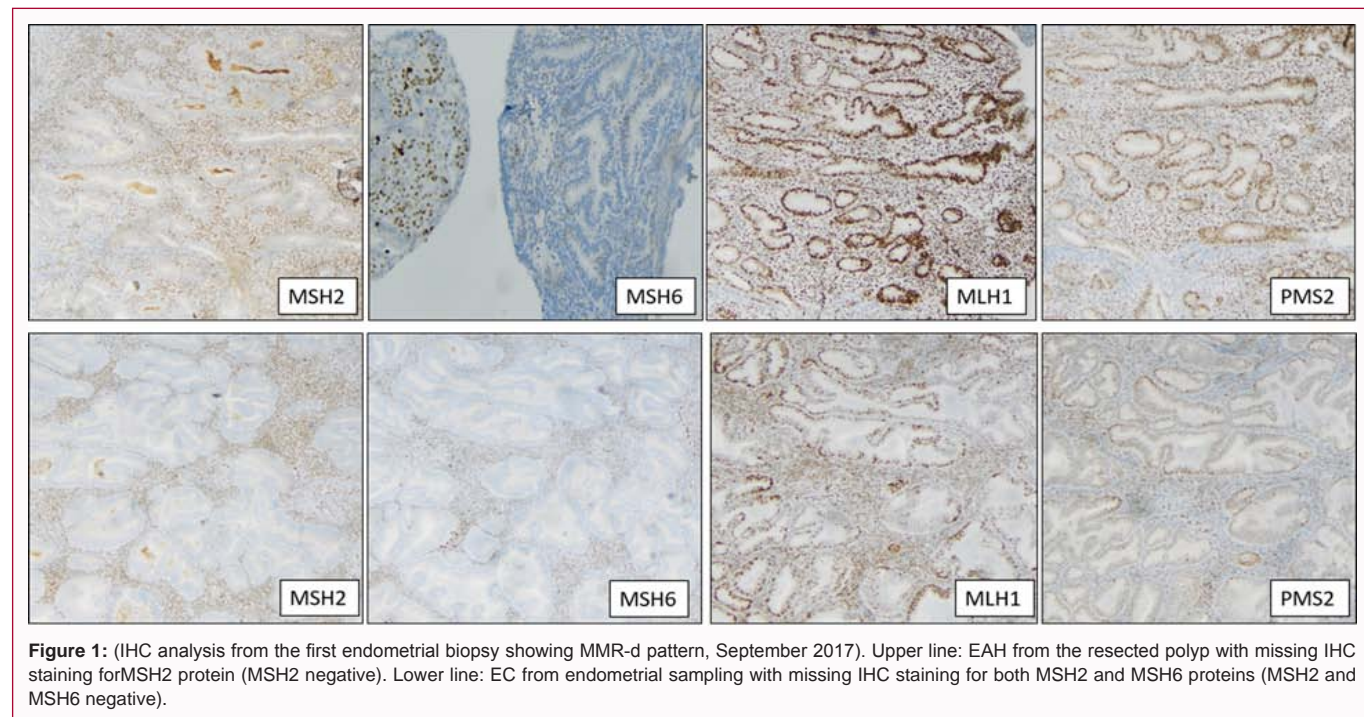 MSH2
MSH6
MLH1
PMS2
MSH2
MSH6
MLH1
PMS2
Figure 1: (IHC analysis from the first endometrial biopsy showing MMR-d pattern, September 2017). Upper line: EAH from the resected polyp with missing IHC
staining forMSH2 protein (MSH2 negative). Lower line: EC from endometrial sampling with missing IHC staining for both MSH2 and MSH6 proteins (MSH2 and
MSH6 negative).